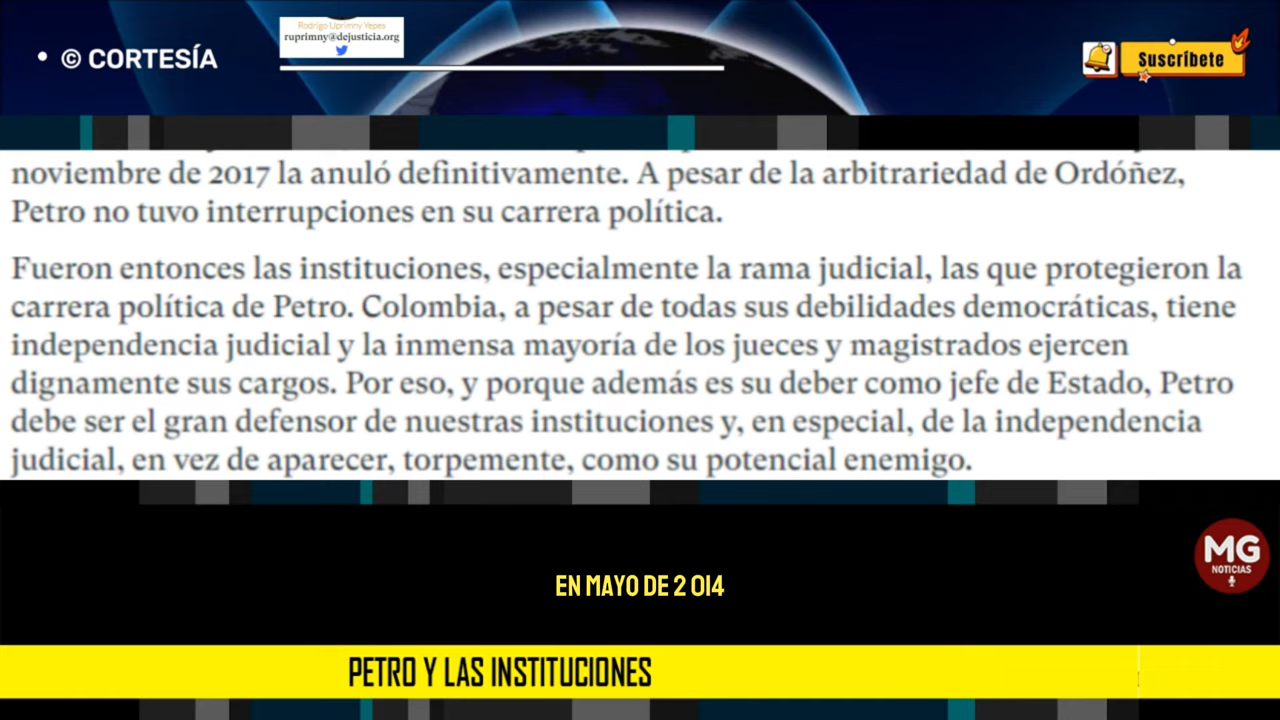 • © CORTESÍA
Rodrigo Uprimny Yepes
ruprimny@dejusticia.org
Suscríbete
noviembre de 2017 la anuló definitivamente. A pesar de la arbitrariedad de Ordóñez,
Petro no tuvo interrupciones en su carrera política.
Fueron entonces las instituciones, especialmente la rama judicial, las que protegieron la
carrera política de Petro. Colombia, a pesar de todas sus debilidades democráticas, tiene
independencia judicial y la inmensa mayoría de los jueces y magistrados ejercen
dignamente sus cargos. Por eso, y porque además es su deber como jefe de Estado, Petro
debe ser el gran defensor de nuestras instituciones y, en especial, de la independencia
judicial, en vez de aparecer, torpemente, como su potencial enemigo.
MG
NOTICIAS
EN MAYO DE 2 014
PETRO Y LAS INSTITUCIONES